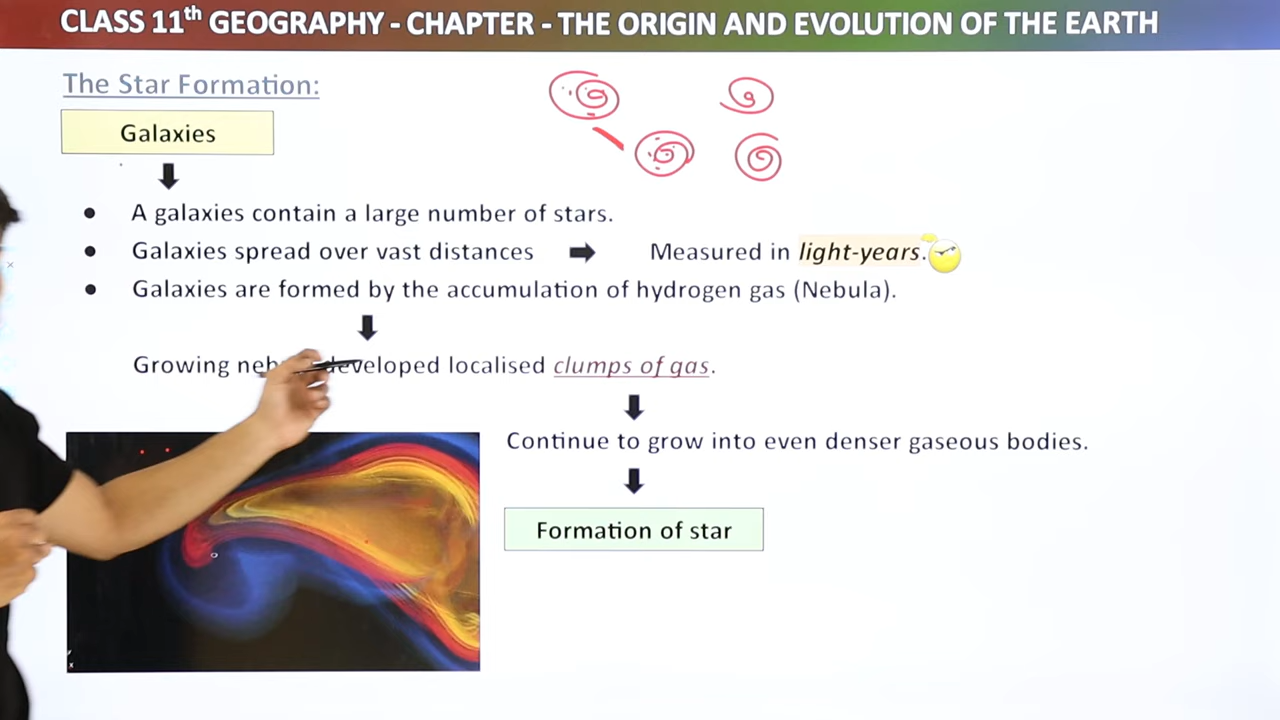 CLASS 11th GEOGRAPHY - CHAPTER - THE ORIGIN AND EVOLUTION OF THE EARTH
The Star Formation:
Galaxies
● A galaxies contain a large number of stars.
● Galaxies spread over vast distances ➡ Measured in light-years.
● Galaxies are formed by the accumulation of hydrogen gas (Nebula).
Growing developed localised clumps of gas.
Continue to grow into even denser gaseous bodies.
Formation of star